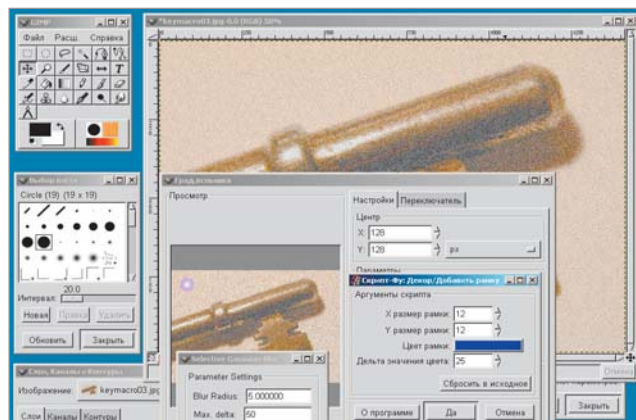 GIMP
Файл Расш. Справка
*keymacro03.jpg-4.0 (RGB) 50%
Выбор кисти
Circle (19) (19 x 19)
20.0
Интервал:
Новая Правка Удалить
Обновить Закрыть
Слои, Каналы и Контуры
Изображение: keymacro03.jpg
Слои Каналы Контуры
Град.вспышка
Просмотр
Настройки Переключатель
Центр
X: 128
Y: 128
px
Параметры
Скрипт-Фу: Декор/Добавить рамку
Аргументы скрипта
X размер рамки: 12
Y размер рамки: 12
Цвет рамки:
Дельта значения цвета: 25
Сбросить в исходное
О программе Да Отмена
Selective Gaussian Blur
Parameter Settings
Blur Radius: 5.000000
Max. delta: 50
Отмена
Закрыть